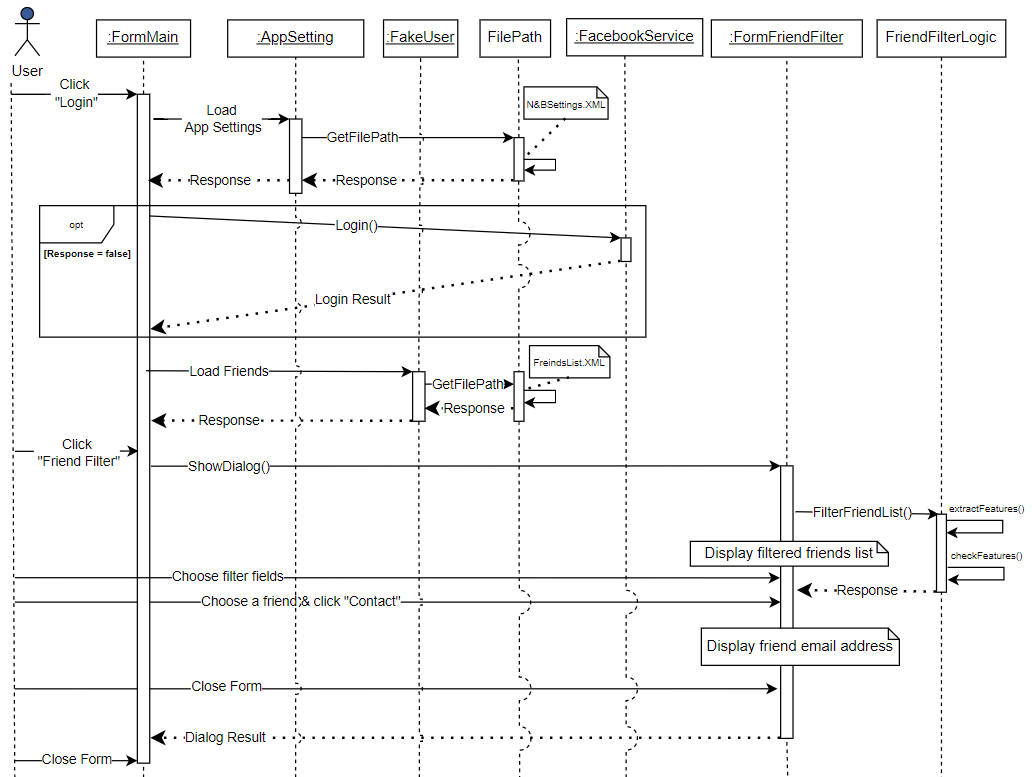 :FormMain
:AppSetting
:FakeUser
FilePath
:FacebookService
:FormFriendFilter
FriendFilterLogic
User
Click
"Login"
Load
App Settings
N&BSettings.XML
GetFilePath
Response
Response
opt
[Response = false]
Login()
Login Result
Load Friends
FreindsList.XML
GetFilePath
Response
Response
Click
"Friend Filter"
ShowDialog()
FilterFriendList()
extractFeatures()
Display filtered friends list
checkFeatures()
Choose filter fields
Response
Choose a friend & click "Contact"
Display friend email address
Close Form
Dialog Result
Close Form